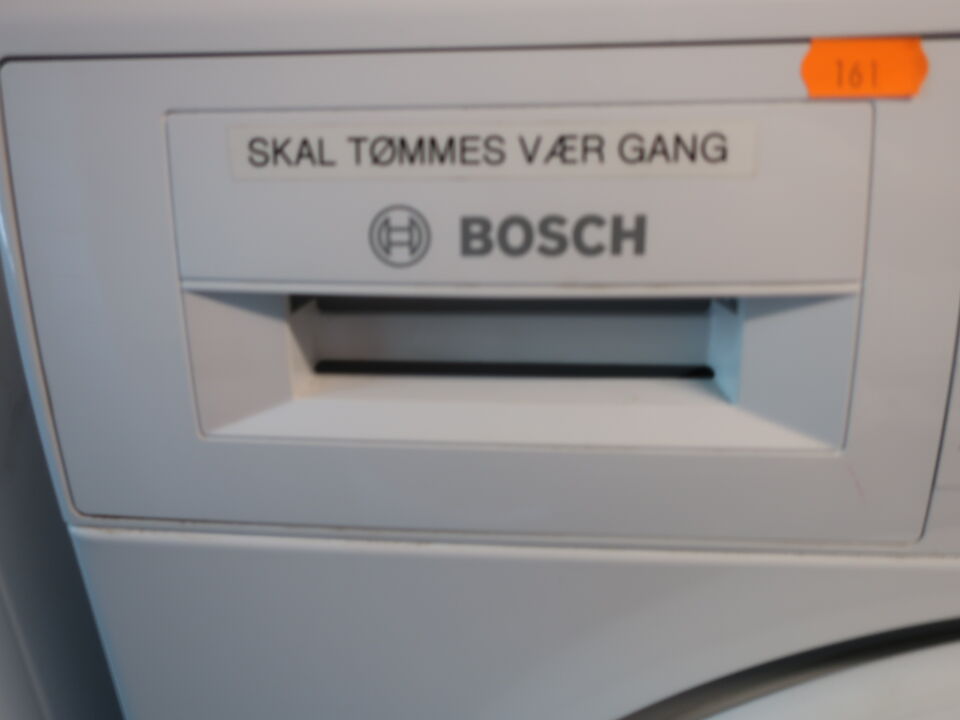 161
SKAL TØMMES VÆR GANG
BOSCH